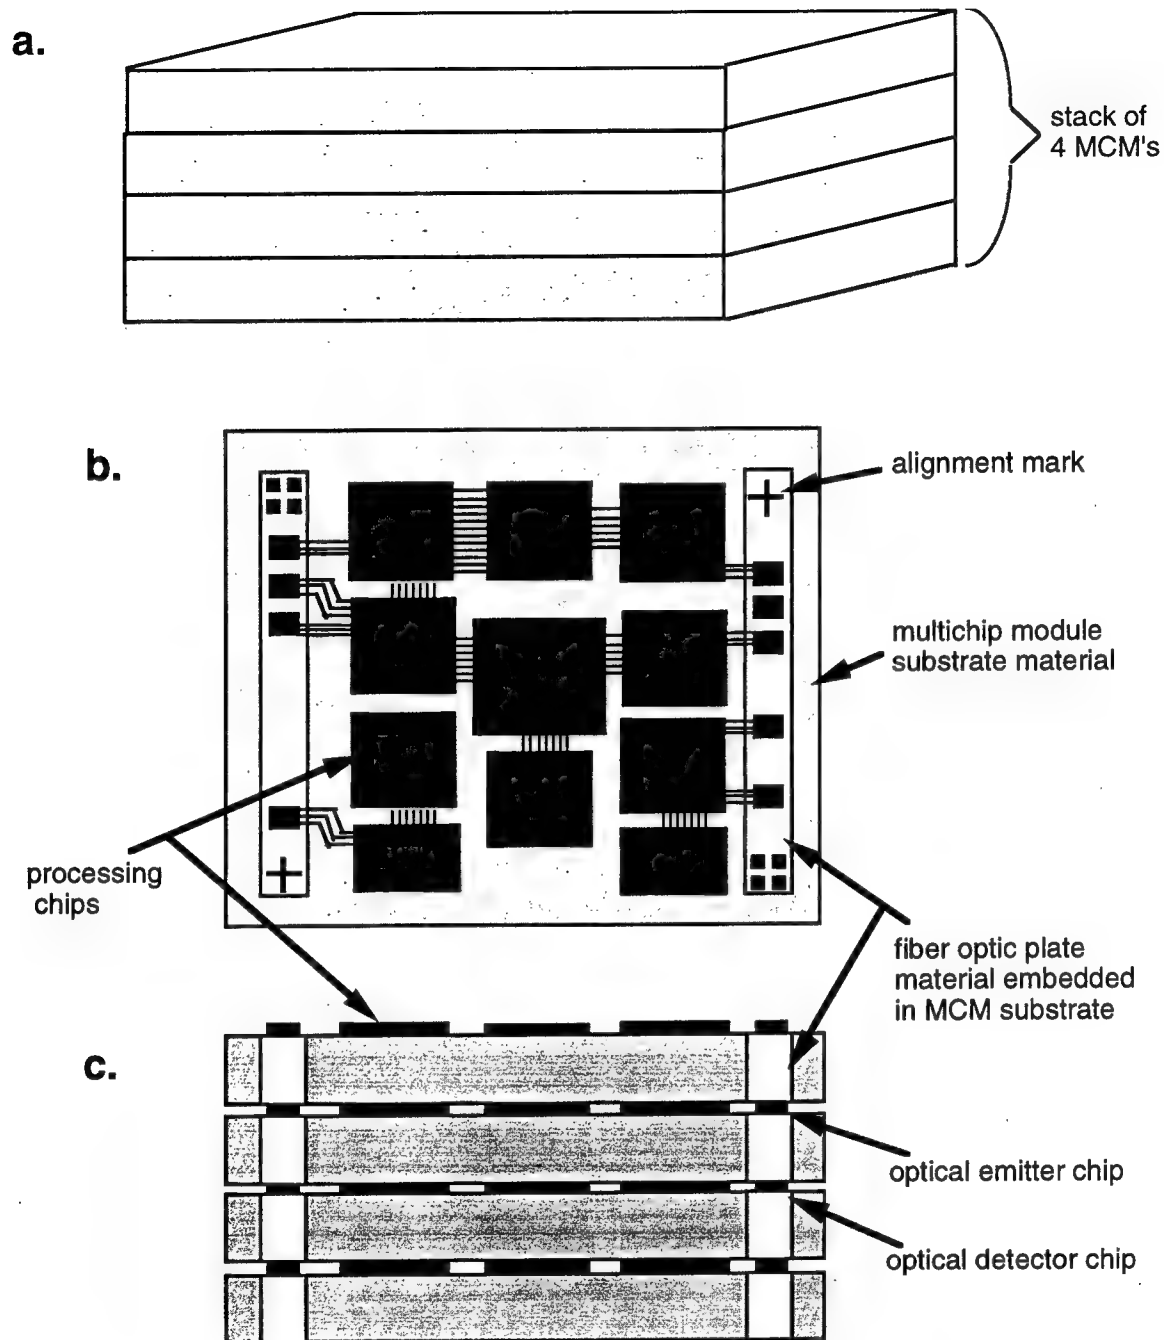 a.
stack of
4 MCM's
b.
alignment mark
multichip module
substrate material
processing
chips
fiber optic plate
material embedded
in MCM substrate
c.
optical emitter chip
optical detector chip